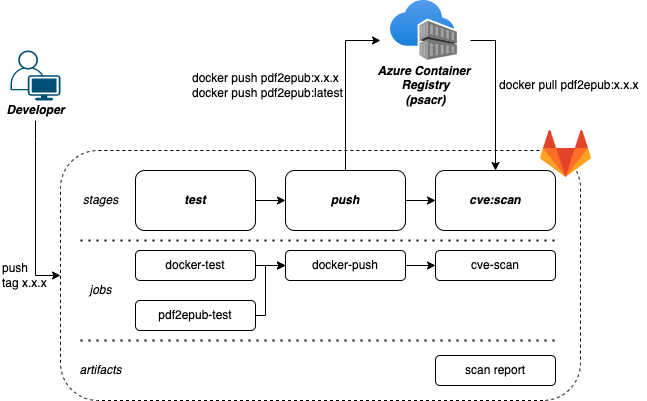 docker push pdf2epub:x.x.x
docker push pdf2epub:latest
Azure Container
Registry
(psacr)
docker pull pdf2epub:x.x.x
Developer
stages
test
push
cve:scan
push
tag x.x.x
jobs
docker-test
docker-push
cve-scan
pdf2epub-test
artifacts
scan report